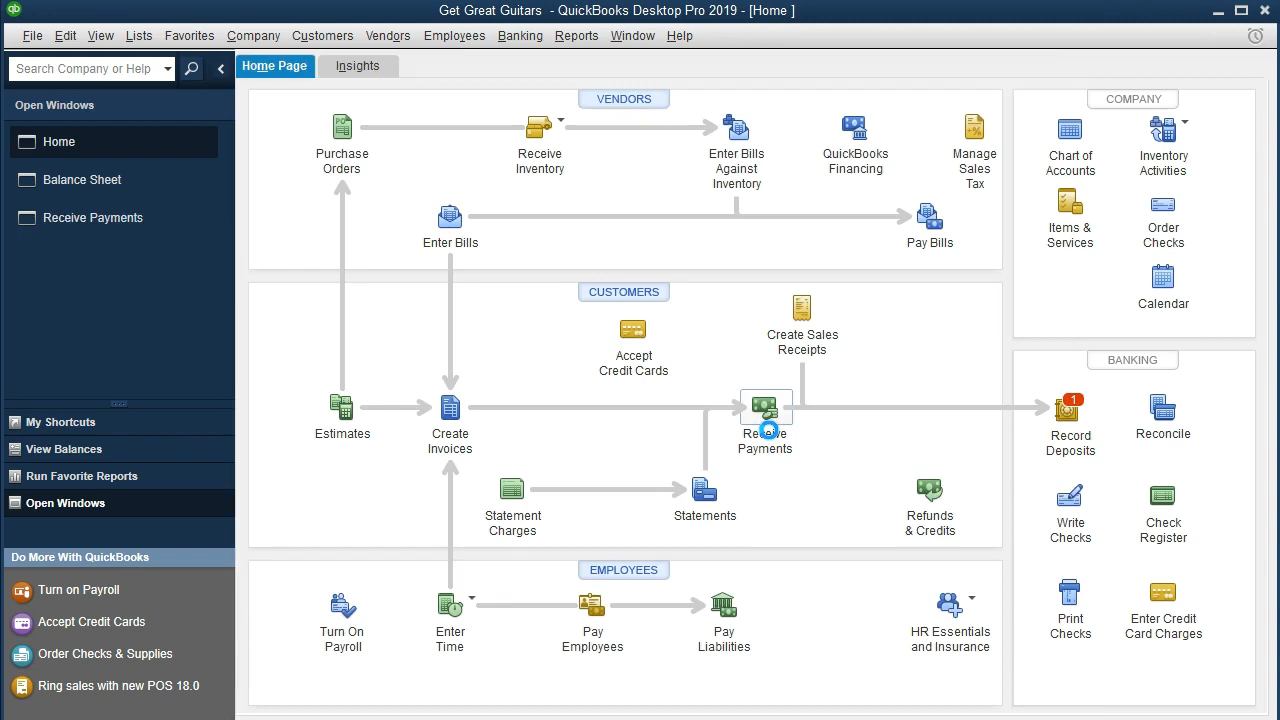 qb
Get Great Guitars - QuickBooks Desktop Pro 2019 - [Home ]
File Edit View Lists Favorites Company Customers Vendors Employees Banking Reports Window Help
Search Company or Help
Home Page
Insights
Open Windows
Home
Balance Sheet
Receive Payments
My Shortcuts
View Balances
Run Favorite Reports
Open Windows
Do More With QuickBooks
Turn on Payroll
Accept Credit Cards
Order Checks & Supplies
Ring sales with new POS 18.0
VENDORS
PO
Purchase
Orders
Receive
Inventory
Enter Bills
Against
Inventory
QuickBooks
Financing
Manage
Sales
Tax
Enter Bills
Pay Bills
CUSTOMERS
Accept
Credit Cards
Create Sales
Receipts
Estimates
Create
Invoices
Receive
Payments
Statement
Charges
Statements
Refunds
& Credits
EMPLOYEES
Turn On
Payroll
Enter
Time
Pay
Employees
Pay
Liabilities
HR Essentials
and Insurance
COMPANY
Chart of
Accounts
Inventory
Activities
Items &
Services
Order
Checks
Calendar
BANKING
1
Record
Deposits
Reconcile
Write
Checks
Check
Register
Print
Checks
Enter Credit
Card Charges